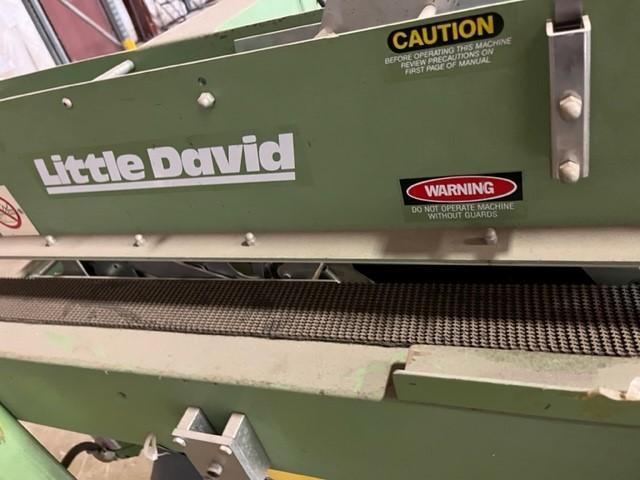 CAUTION
BEFORE OPERATING THIS MACHINE
REVIEW PRECAUTIONS ON
FIRST PAGE OF MANUAL
Little David
WARNING
DO NOT OPERATE MACHINE
WITHOUT GUARDS